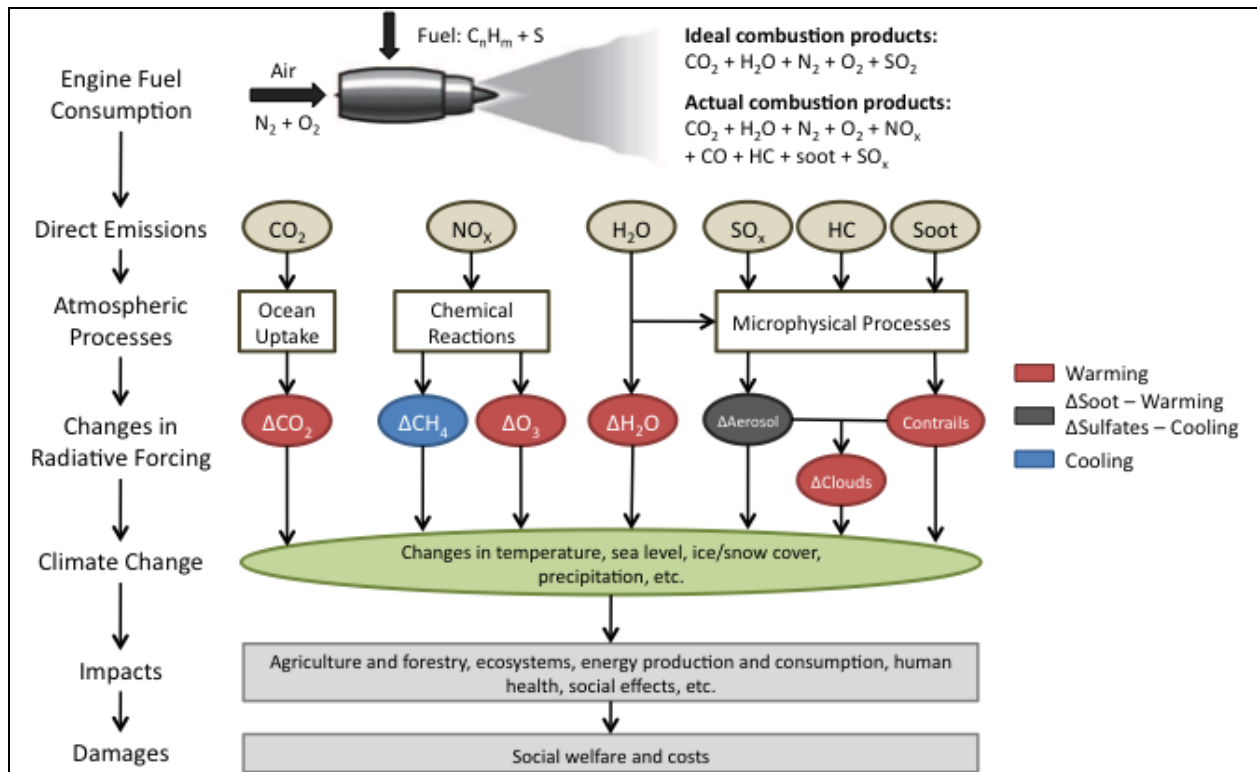 Fuel: CₙHₘ + S
Ideal combustion products:
CO₂ + H₂O + N₂ + O₂ + SO₂
Engine Fuel
Consumption
Air
N₂ + O₂
Actual combustion products:
CO₂ + H₂O + N₂ + O₂ + NOₓ
+ CO + HC + soot + SOₓ
Direct Emissions
CO₂
NOₓ
H₂O
SOₓ
HC
Soot
Atmospheric
Processes
Ocean
Uptake
Chemical
Reactions
Microphysical Processes
Changes in
Radiative Forcing
ΔCO₂
ΔCH₄
ΔO₃
ΔH₂O
ΔAerosol
Contrails
ΔClouds
Warming
ΔSoot – Warming
ΔSulfates – Cooling
Cooling
Climate Change
Changes in temperature, sea level, ice/snow cover,
precipitation, etc.
Impacts
Agriculture and forestry, ecosystems, energy production and consumption, human
health, social effects, etc.
Damages
Social welfare and costs